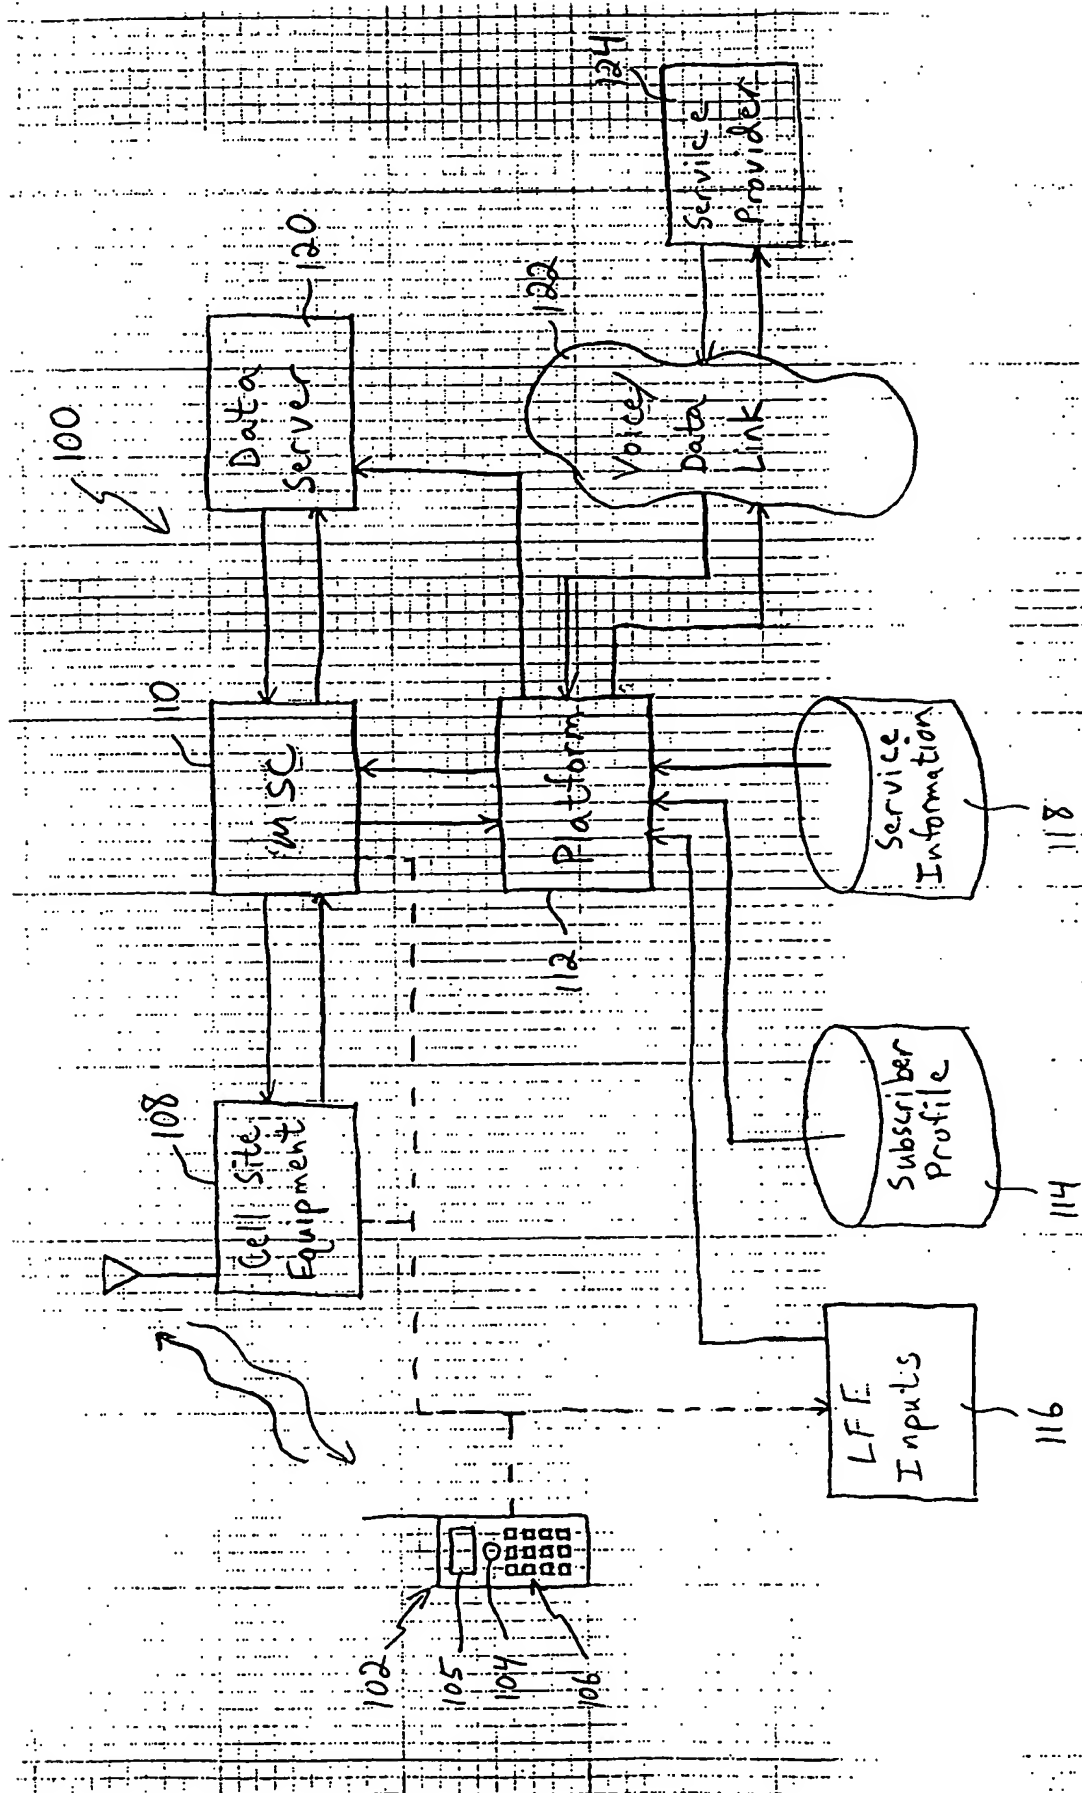 100
108
110
120
Cell Site
Equipment
MSC
Data
Server
102
105
104
106
112
Platform
122
Voice/
Data
Link
124
Service
Provider
LFF
Inputs
116
Subscriber
Profile
114
Service
Information
118